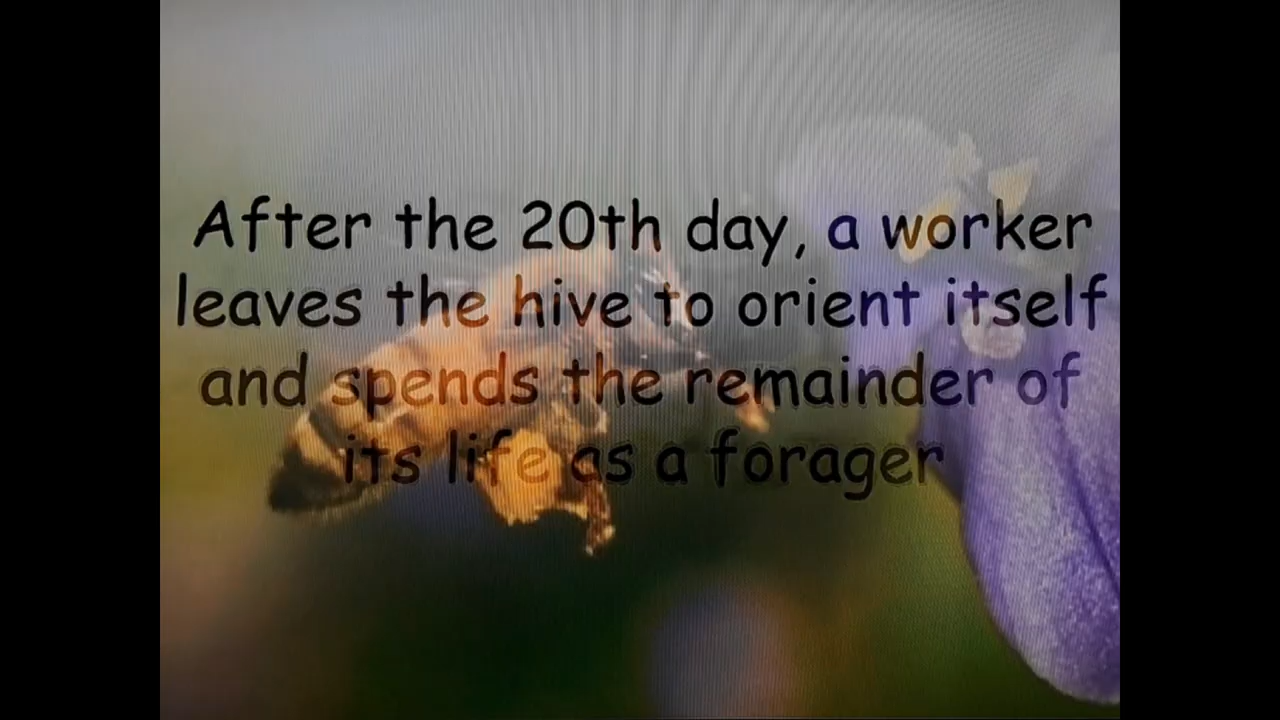 After the 20th day, a worker
leaves the hive to orient itself
and spends the remainder of
its life as a forager